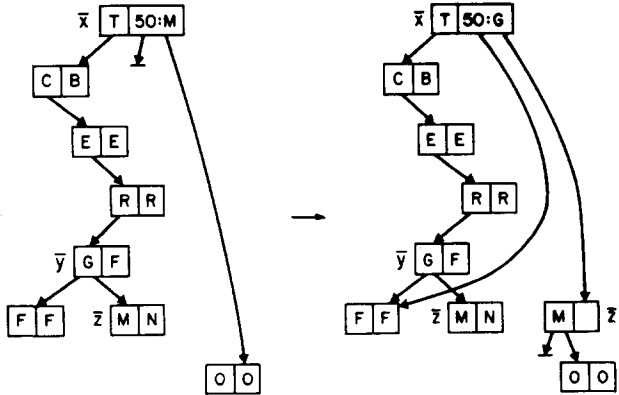 x̄ T 50:M
C B
E E
R R
ȳ G F
F F z̄ M N
O O
x̄ T 50:G
C B
E E
R R
ȳ G F
F F z̄ M N M z̄
O O